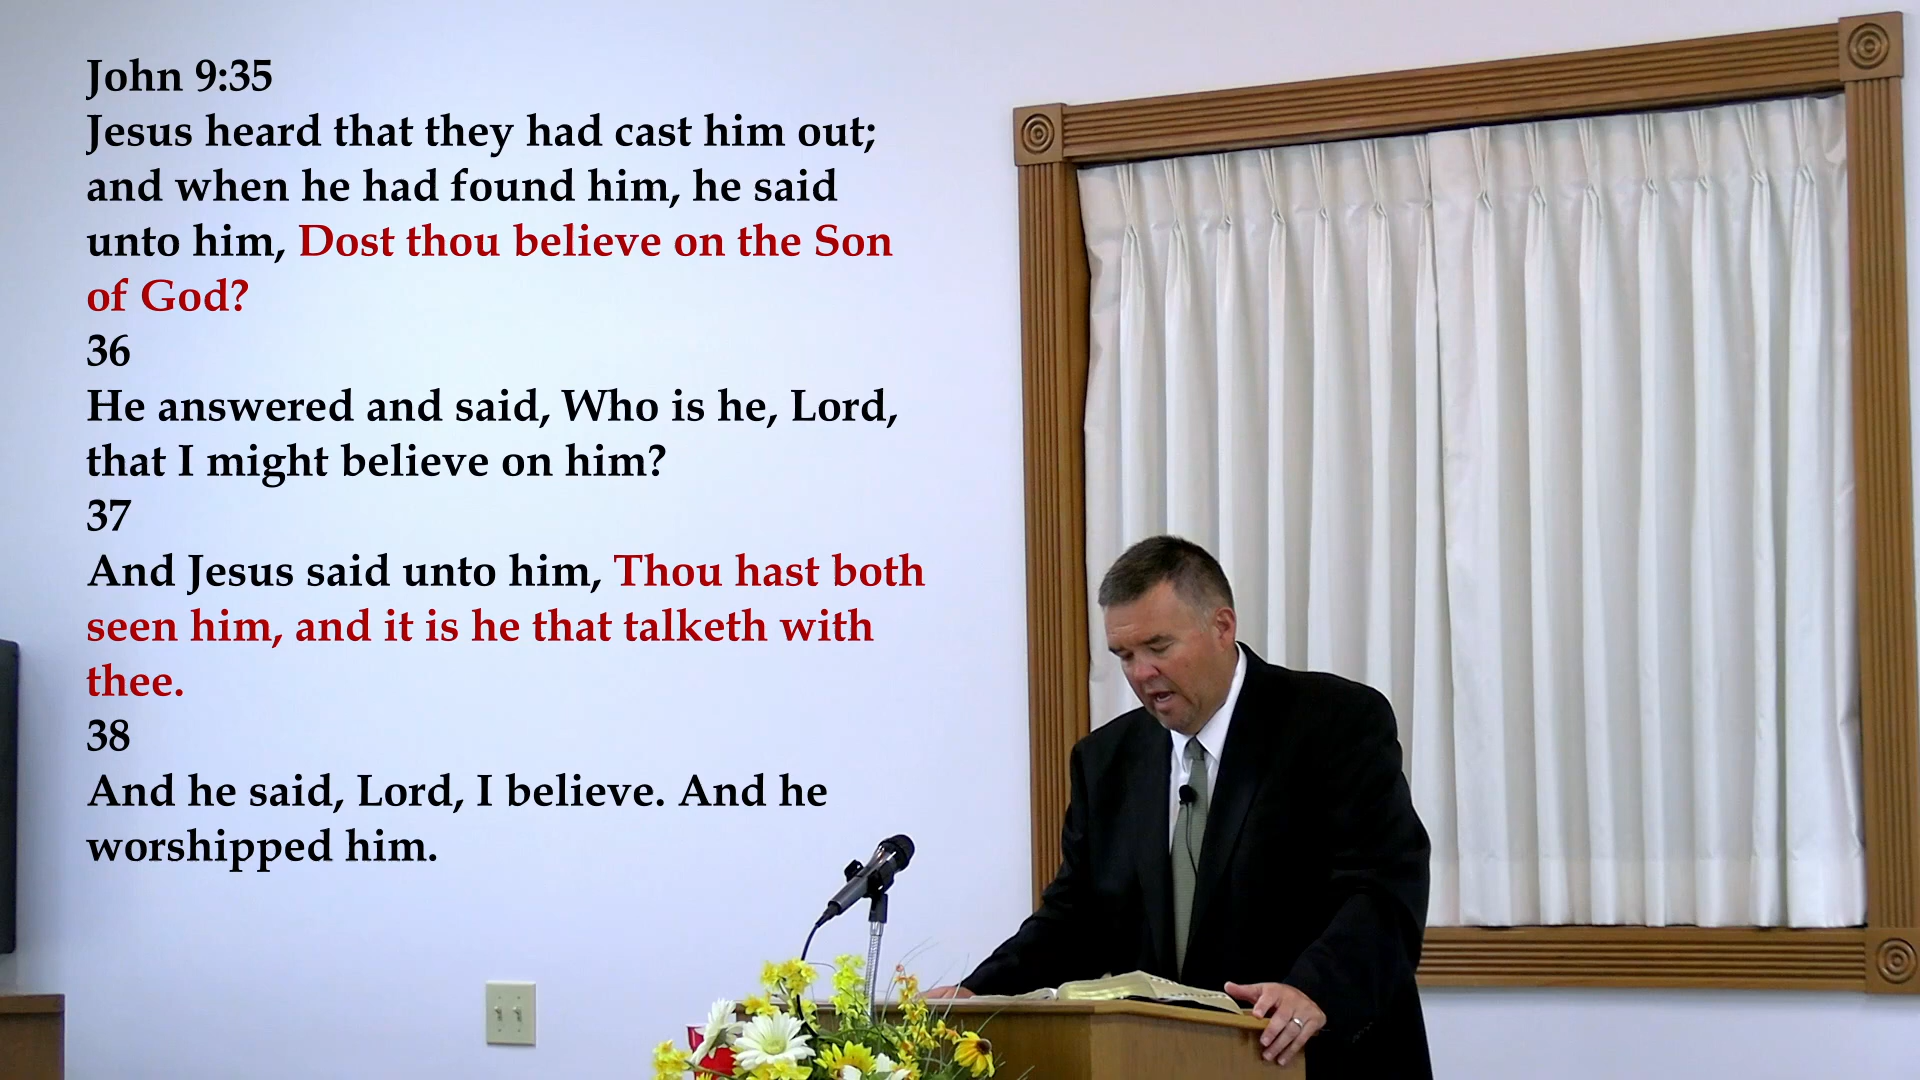 John 9:35
Jesus heard that they had cast him out;
and when he had found him, he said
unto him, Dost thou believe on the Son
of God?
36
He answered and said, Who is he, Lord,
that I might believe on him?
37
And Jesus said unto him, Thou hast both
seen him, and it is he that talketh with
thee.
38
And he said, Lord, I believe. And he
worshipped him.